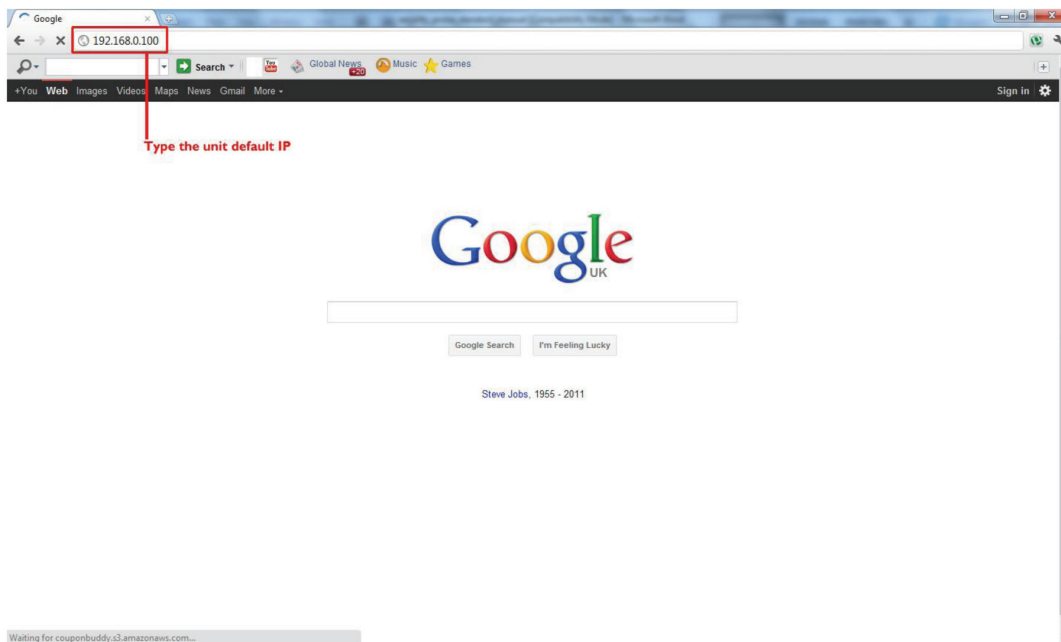 Google
192.168.0.100
Search
You Tube
Global News
+20
Music
Games
+You Web Images Videos Maps News Gmail More
Sign in
Type the unit default IP
Google
UK
Google Search
I'm Feeling Lucky
Steve Jobs, 1955 - 2011
Waiting for couponbuddy.s3.amazonaws.com...